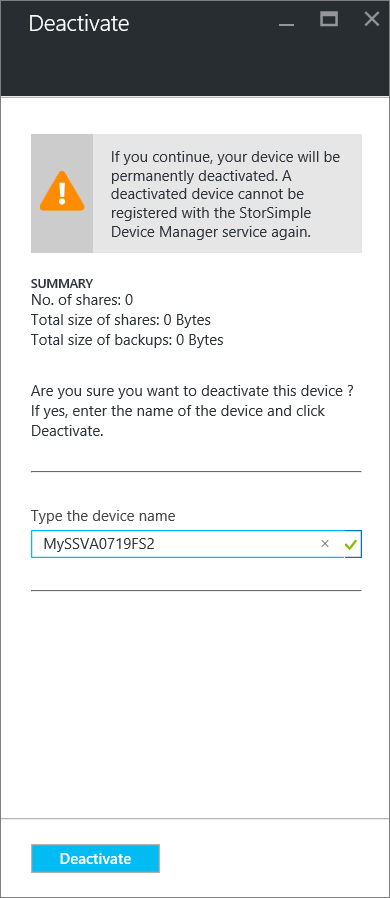 Deactivate
If you continue, your device will be
permanently deactivated. A
deactivated device cannot be
registered with the StorSimple
Device Manager service again.
SUMMARY
No. of shares: 0
Total size of shares: 0 Bytes
Total size of backups: 0 Bytes
Are you sure you want to deactivate this device ?
If yes, enter the name of the device and click
Deactivate.
Type the device name
MySSVA0719FS2
Deactivate